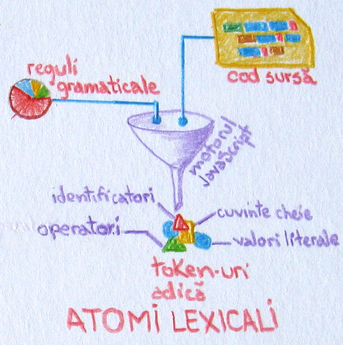 reguli
gramaticale
cod sursă
motorul
JavaScript
identificatori
cuvinte cheie
operatori
valori literale
token-uri
adică
ATOMI LEXICALI